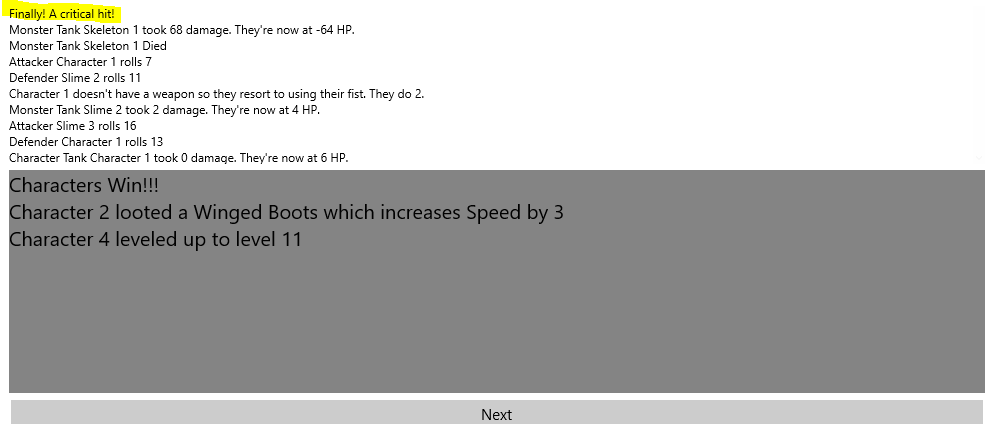 Finally! A critical hit!
Monster Tank Skeleton 1 took 68 damage. They're now at -64 HP.
Monster Tank Skeleton 1 Died
Attacker Character 1 rolls 7
Defender Slime 2 rolls 11
Character 1 doesn't have a weapon so they resort to using their fist. They do 2.
Monster Tank Slime 2 took 2 damage. They're now at 4 HP.
Attacker Slime 3 rolls 16
Defender Character 1 rolls 13
Character Tank Character 1 took 0 damage. They're now at 6 HP.
Characters Win!!!
Character 2 looted a Winged Boots which increases Speed by 3
Character 4 leveled up to level 11
Next